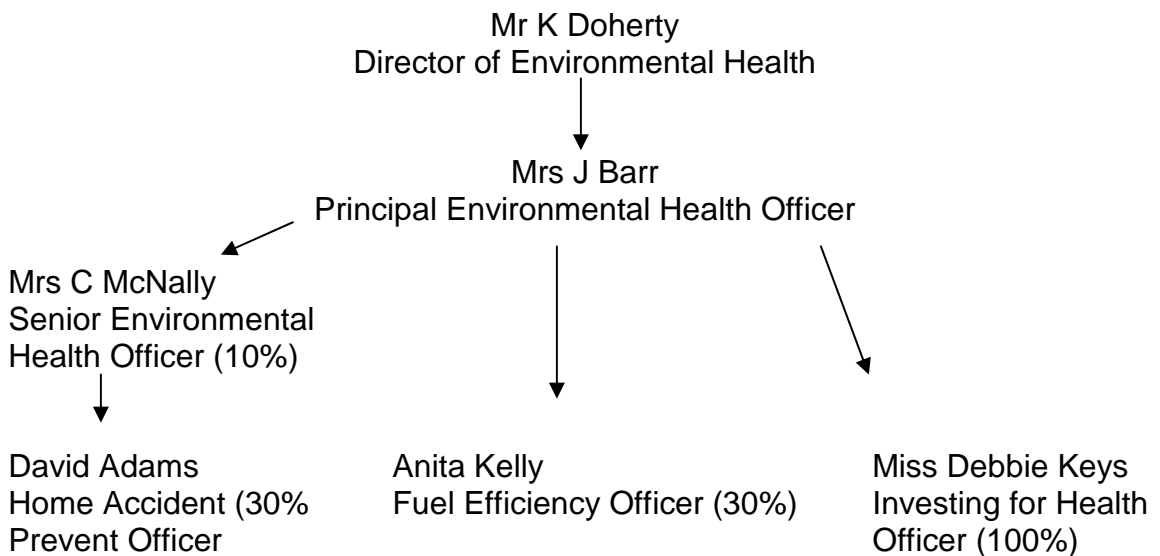 Mr K Doherty
Director of Environmental Health
Mrs J Barr
Principal Environmental Health Officer
Mrs C McNally
Senior Environmental
Health Officer (10%)
David Adams
Home Accident (30%
Prevent Officer
Anita Kelly
Fuel Efficiency Officer (30%)
Miss Debbie Keys
Investing for Health
Officer (100%)